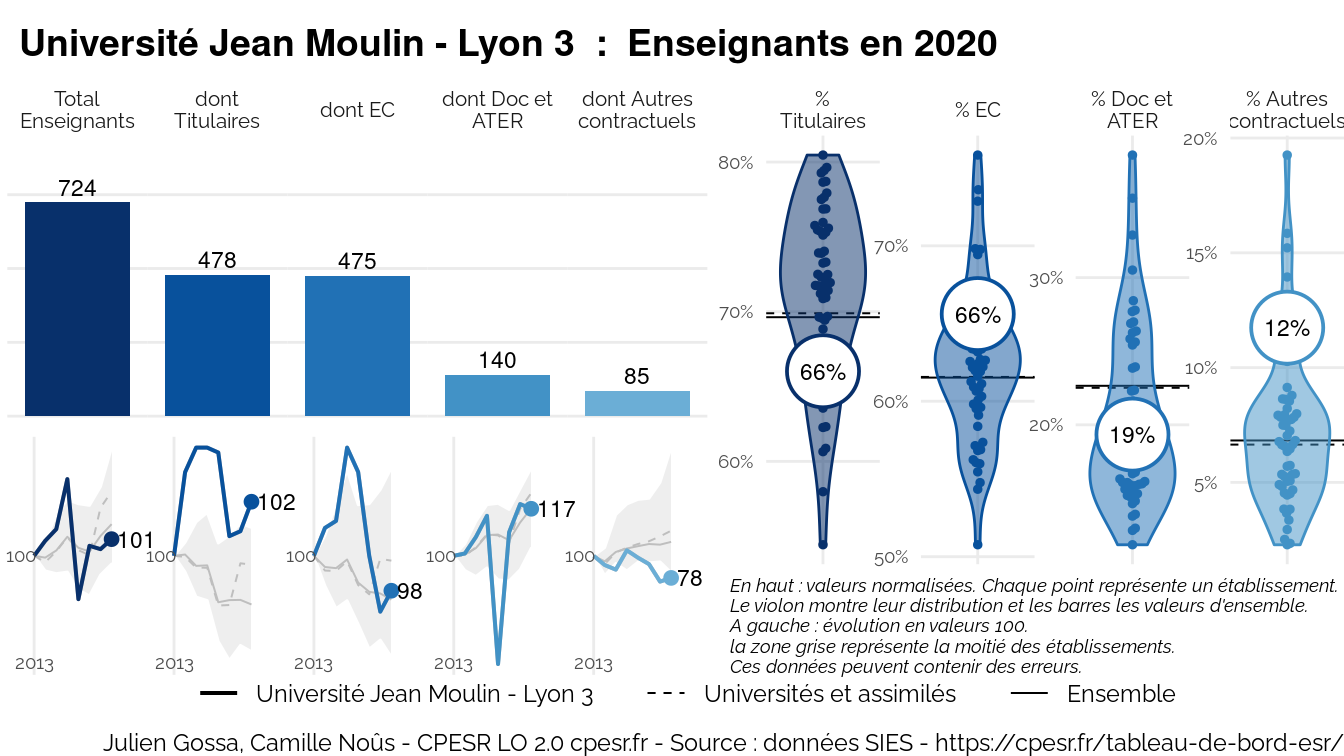 Université Jean Moulin - Lyon 3 : Enseignants en 2020
Total
Enseignants
dont
Titulaires
dont EC
dont Doc et
ATER
dont Autres
contractuels
724
478
475
140
85
100
101
2013
100
102
2013
100
98
2013
100
117
2013
100
78
2013
%
Titulaires
80%
70%
60%
66%
% EC
70%
60%
50%
66%
% Doc et
ATER
30%
20%
19%
% Autres
contractuels
20%
15%
10%
5%
12%
En haut : valeurs normalisées. Chaque point représente un établissement.
Le violon montre leur distribution et les barres les valeurs d'ensemble.
A gauche : évolution en valeurs 100.
la zone grise représente la moitié des établissements.
Ces données peuvent contenir des erreurs.
Université Jean Moulin - Lyon 3
Universités et assimilés
Ensemble
Julien Gossa, Camille Noûs - CPESR LO 2.0 cpesr.fr - Source : données SIES - https://cpesr.fr/tableau-de-bord-esr/